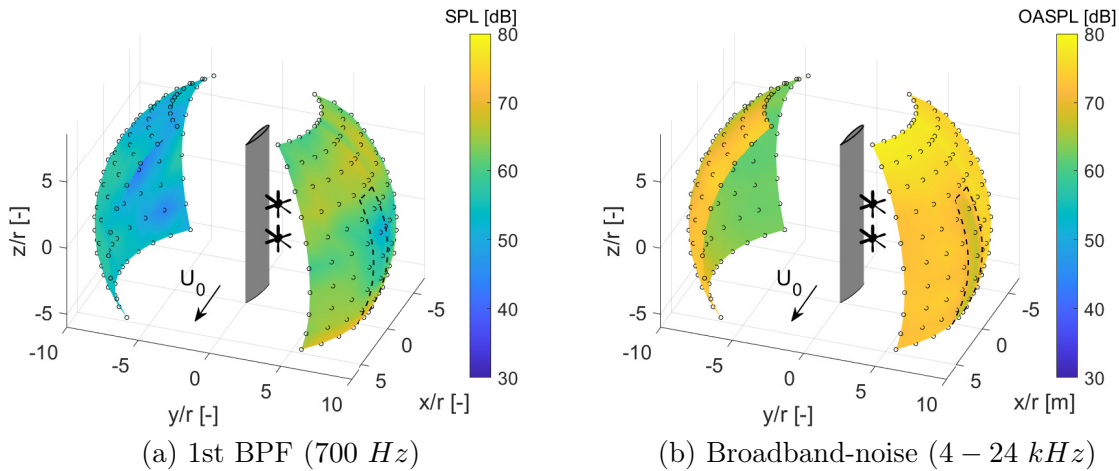 SPL [dB]
80
70
60
50
40
30
5
0
-5
z/r [-]
-10
-5
0
5
10
y/r [-]
-5
0
5
x/r [-]
U0
(a) 1st BPF (700 Hz)
OASPL [dB]
80
70
60
50
40
30
5
0
-5
z/r [-]
-10
-5
0
5
10
y/r [-]
-5
0
5
x/r [m]
U0
(b) Broadband-noise (4 − 24 kHz)